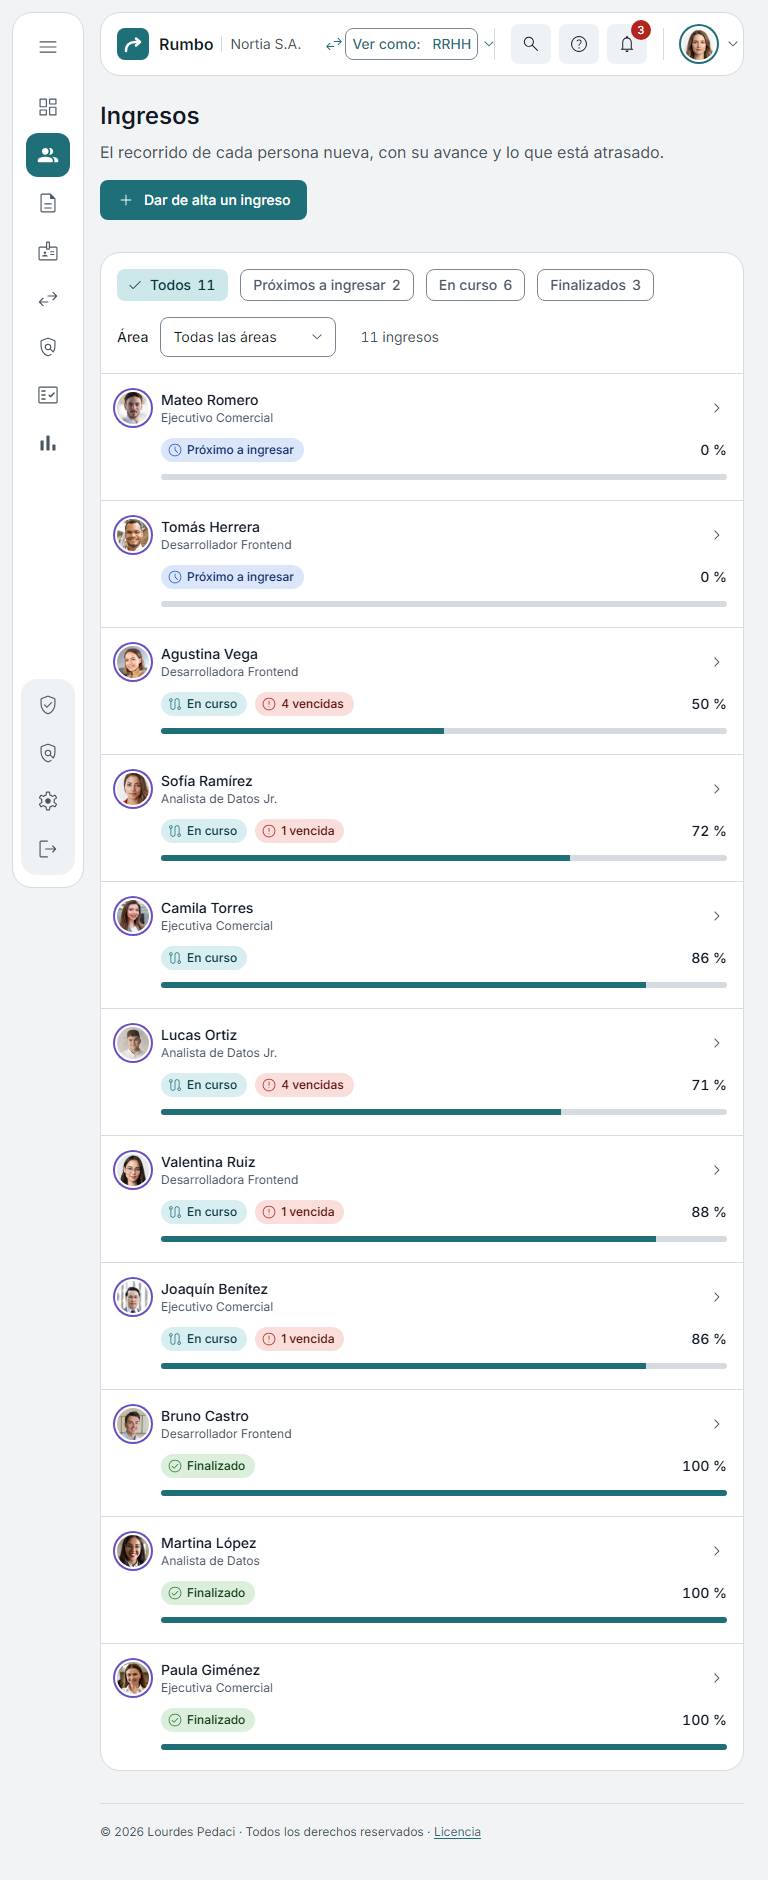 Rumbo Nortia S.A. Ver como: RRHH 3
Ingresos
El recorrido de cada persona nueva, con su avance y lo que está atrasado.
Dar de alta un ingreso
Todos 11 Próximos a ingresar 2 En curso 6 Finalizados 3
Área Todas las áreas 11 ingresos
Mateo Romero
Ejecutivo Comercial
Próximo a ingresar 0 %
Tomás Herrera
Desarrollador Frontend
Próximo a ingresar 0 %
Agustina Vega
Desarrolladora Frontend
En curso 4 vencidas 50 %
Sofía Ramírez
Analista de Datos Jr.
En curso 1 vencida 72 %
Camila Torres
Ejecutiva Comercial
En curso 86 %
Lucas Ortiz
Analista de Datos Jr.
En curso 4 vencidas 71 %
Valentina Ruiz
Desarrolladora Frontend
En curso 1 vencida 88 %
Joaquín Benítez
Ejecutivo Comercial
En curso 1 vencida 86 %
Bruno Castro
Desarrollador Frontend
Finalizado 100 %
Martina López
Analista de Datos
Finalizado 100 %
Paula Giménez
Ejecutiva Comercial
Finalizado 100 %
© 2026 Lourdes Pedaci · Todos los derechos reservados · Licencia